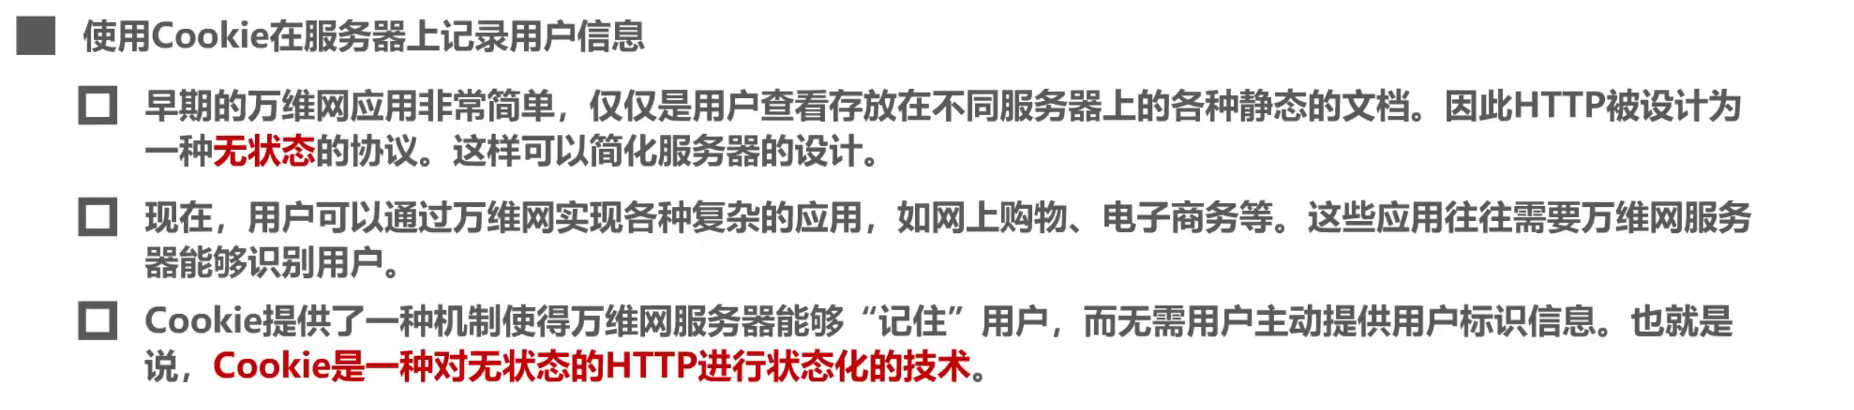 使用Cookie在服务器上记录用户信息
早期的万维网应用非常简单，仅仅是用户查看存放在不同服务器上的各种静态的文档。因此HTTP被设计为
一种无状态的协议。这样可以简化服务器的设计。
现在，用户可以通过万维网实现各种复杂的应用，如网上购物、电子商务等。这些应用往往需要万维网服务
器能够识别用户。
Cookie提供了一种机制使得万维网服务器能够“记住”用户，而无需用户主动提供用户标识信息。也就是
说，Cookie是一种对无状态的HTTP进行状态化的技术。